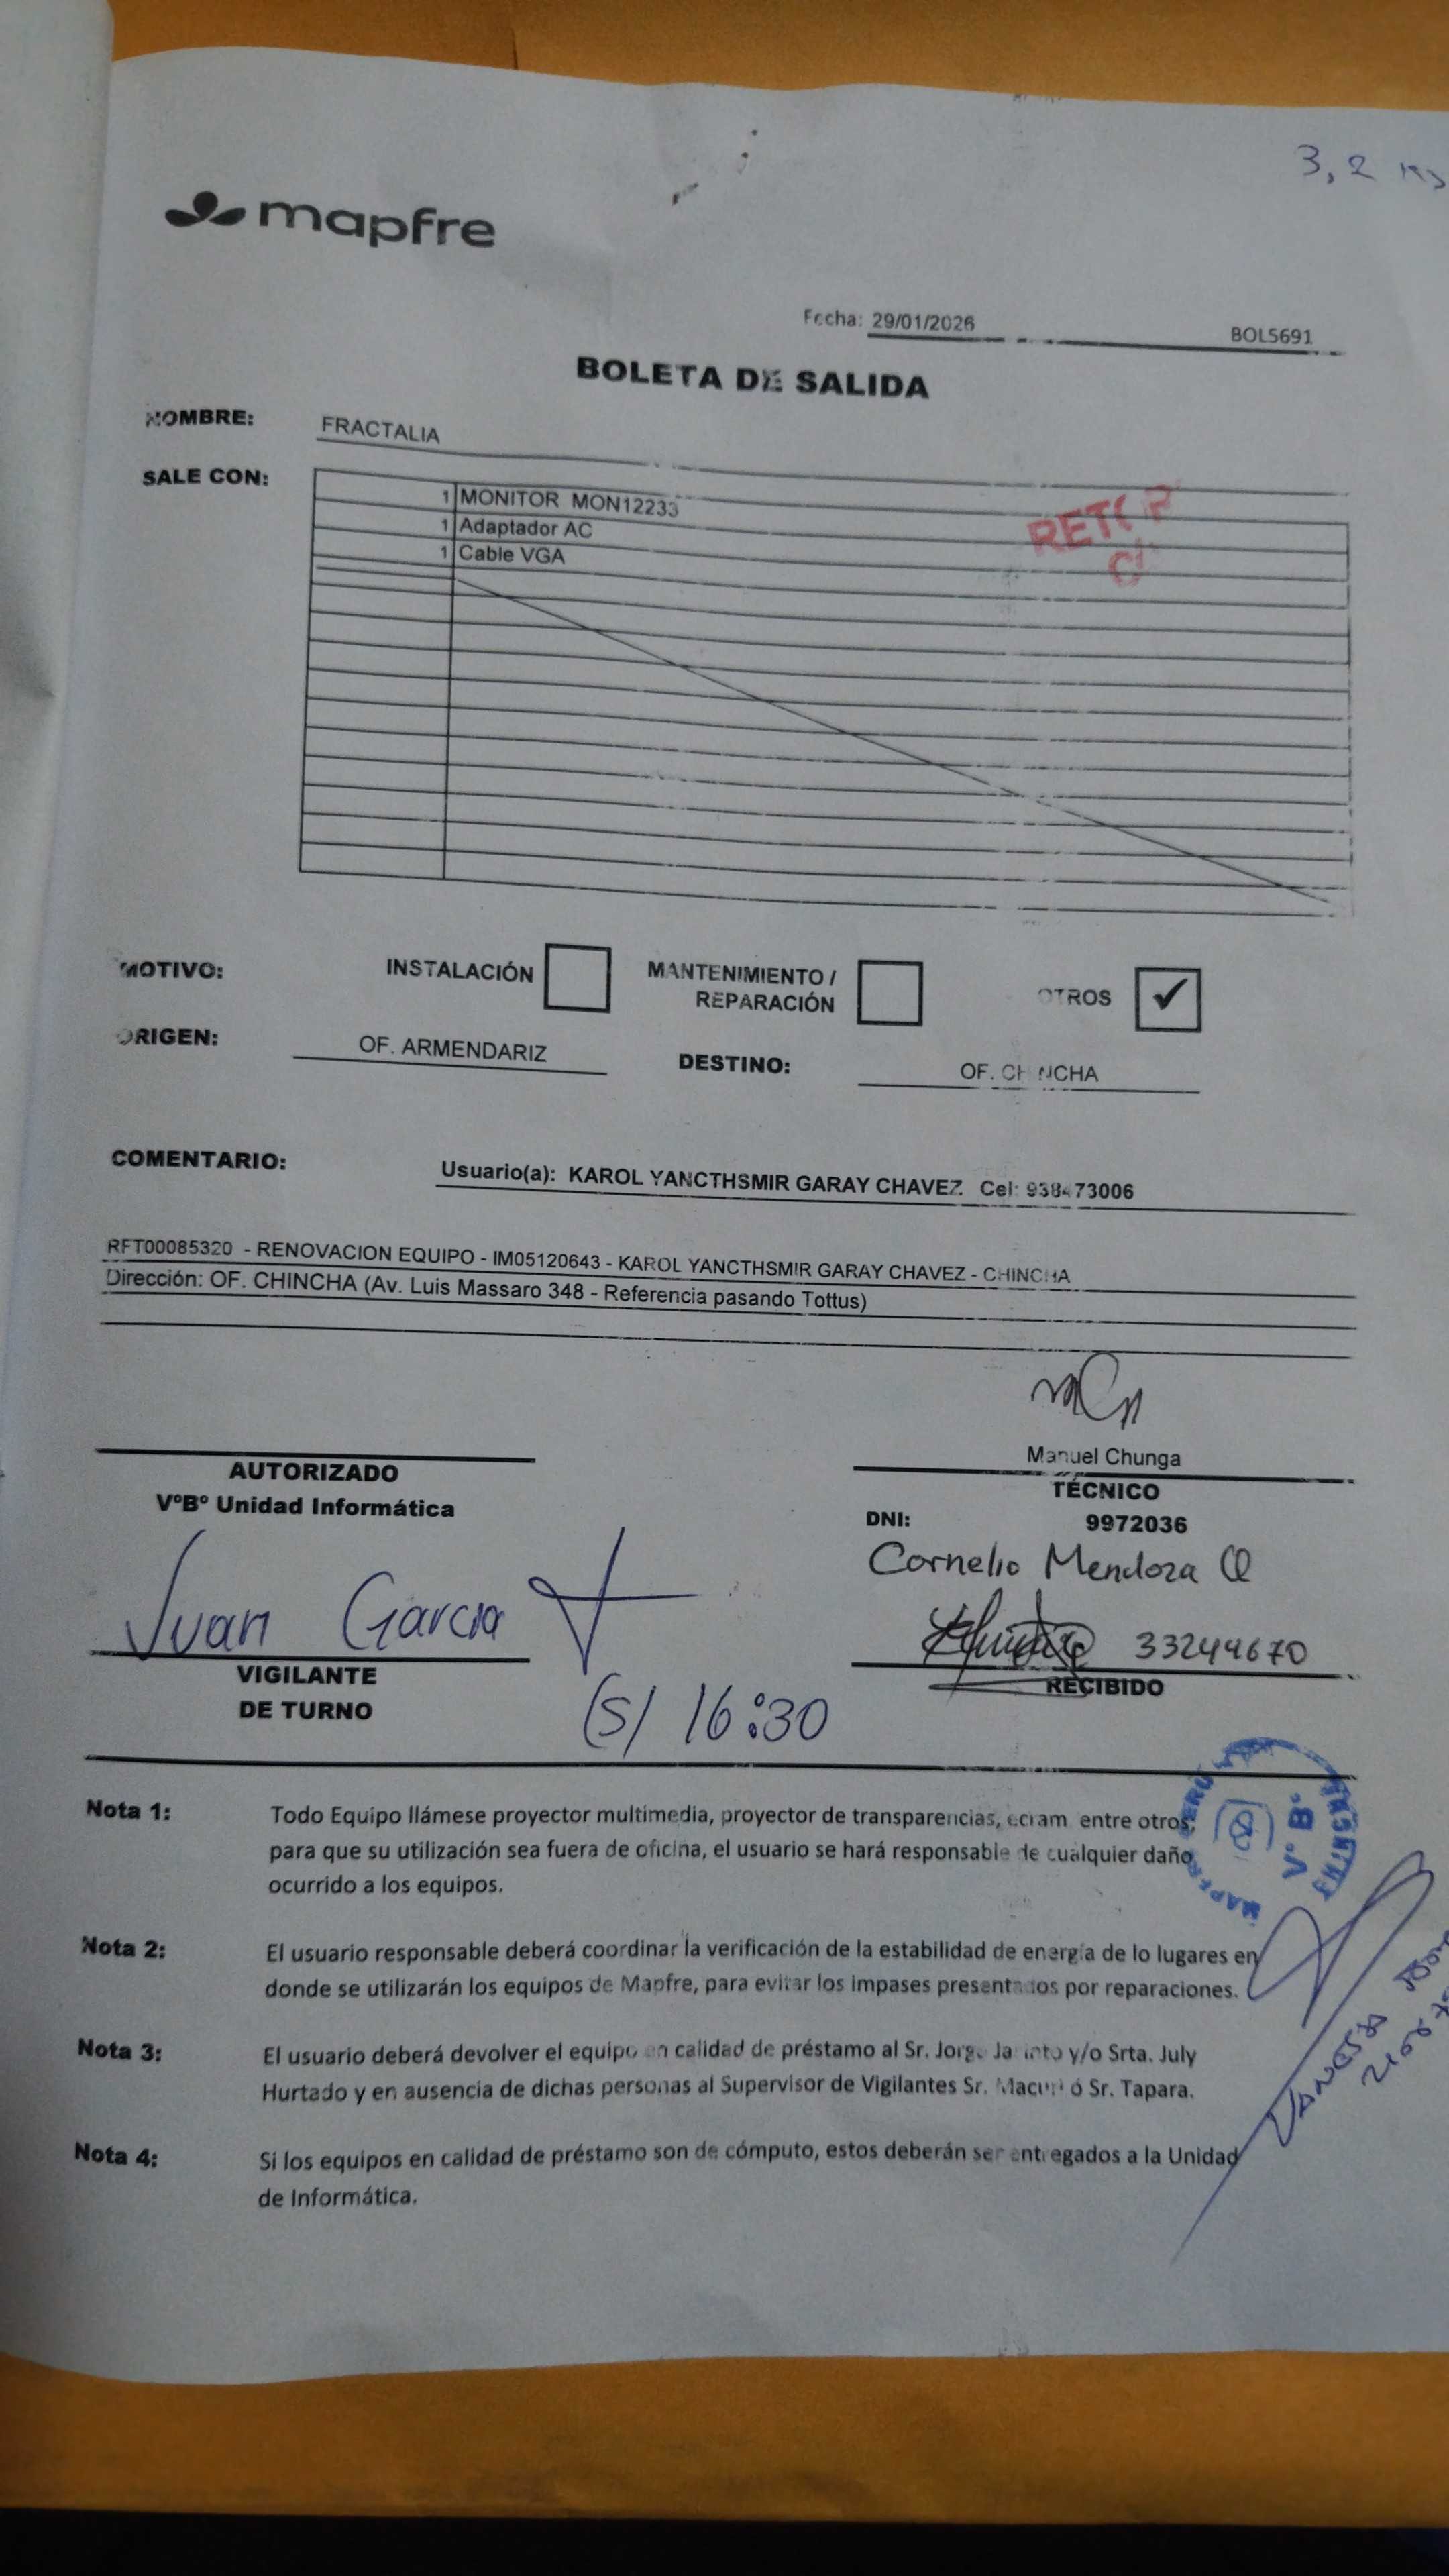 3,2
mapfre
Fecha: 29/01/2026
BOL5691
BOLETA DE SALIDA
NOMBRE: FRACTALIA
SALE CON:
1 MONITOR MON12233
1 Adaptador AC
1 Cable VGA
MOTIVO: INSTALACIÓN MANTENIMIENTO / REPARACIÓN OTROS ✓
ORIGEN: OF. ARMENDARIZ DESTINO: OF. CHINCHA
COMENTARIO: Usuario(a): KAROL YANCTHSMIR GARAY CHAVEZ. Cel:
RFT00085320 - RENOVACION EQUIPO - IM05120643 - KAROL YANCTHSMIR GARAY CHAVEZ - CHINCHA
Dirección: OF. CHINCHA (Av. Luis Massaro 348 - Referencia pasando Tottus)
Manuel Chunga
AUTORIZADO
VºBº Unidad Informática
TÉCNICO
DNI: 9972036
Cornelio Mendoza Q
Juan Garcia
33244670
VIGILANTE
DE TURNO
RECIBIDO
(S/ 16:30
MAPFRE PERU
Vº Bº
Nota 1: Todo Equipo llámese proyector multimedia, proyector de transparencias, ecram entre otros;
para que su utilización sea fuera de oficina, el usuario se hará responsable de cualquier daño
ocurrido a los equipos.
Nota 2: El usuario responsable deberá coordinar la verificación de la estabilidad de energía de lo lugares en
donde se utilizarán los equipos de Mapfre, para evitar los impases presentados por reparaciones.
Nota 3: El usuario deberá devolver el equipo en calidad de préstamo al Sr. Jorge Jacinto y/o Srta. July
Hurtado y en ausencia de dichas personas al Supervisor de Vigilantes Sr. Macuri ó Sr. Tapara.
Nota 4: Si los equipos en calidad de préstamo son de cómputo, estos deberán ser entregados a la Unidad
de Informática.